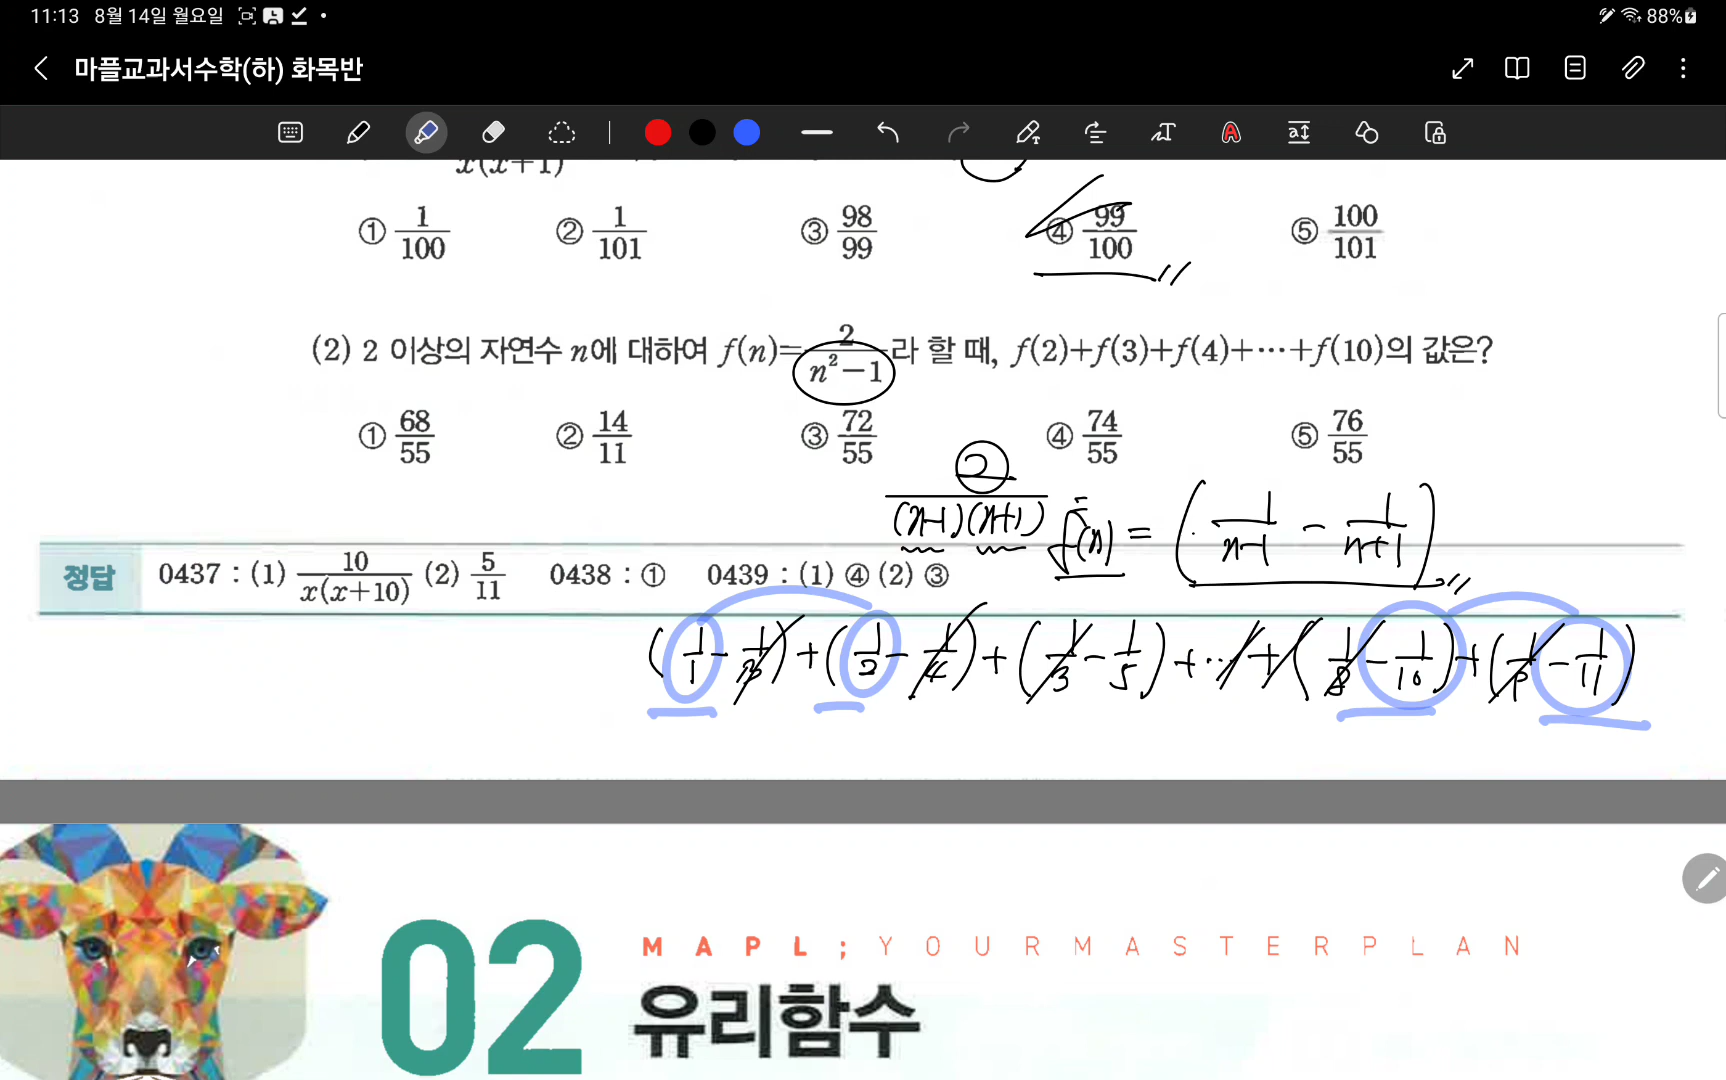 11:13 8월 14일 월요일 88%
마플교과서수학(하) 화목반
x(x+1)
① 1/100 ② 1/101 ③ 98/99 ④ 99/100 ⑤ 100/101
(2) 2 이상의 자연수 n에 대하여 f(n)=2/(n²−1)라 할 때, f(2)+f(3)+f(4)+⋯+f(10)의 값은?
① 68/55 ② 14/11 ③ 72/55 ④ 74/55 ⑤ 76/55
2/((n-1)(n+1)) f(n) = (1/(n-1) - 1/(n+1))
정답 0437 : (1) 10/(x(x+10)) (2) 5/11 0438 : ① 0439 : (1) ④ (2) ③
(1/1 - 1/3) + (1/2 - 1/4) + (1/3 - 1/5) + ⋯ + (1/8 - 1/10) + (1/9 - 1/11)
02
MAPL;YOURMASTERPLAN
유리함수